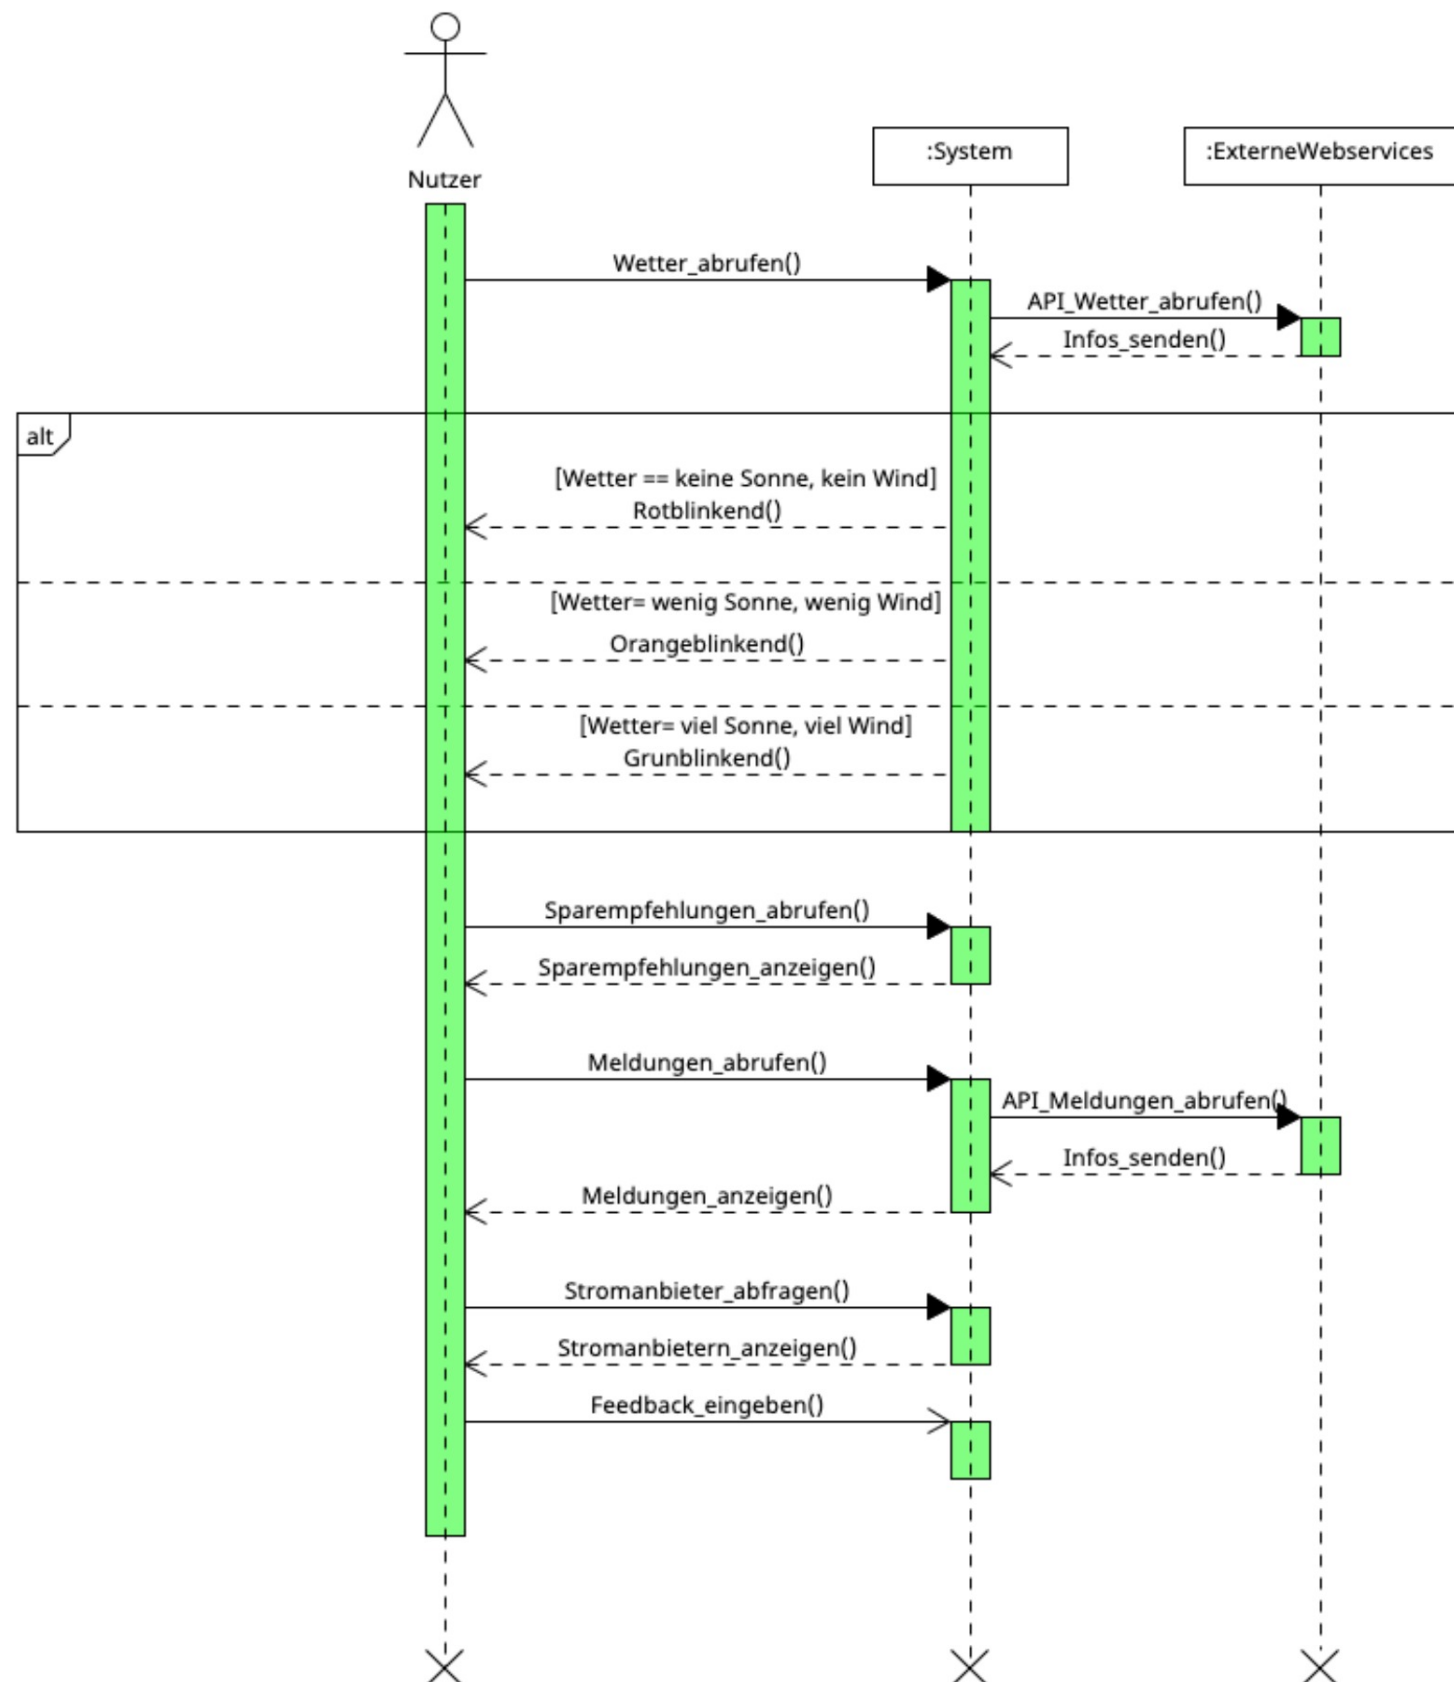 Nutzer
:System
:ExterneWebservices
Wetter_abrufen()
API_Wetter_abrufen()
Infos_senden()
alt
[Wetter == keine Sonne, kein Wind]
Rotblinkend()
[Wetter= wenig Sonne, wenig Wind]
Orangeblinkend()
[Wetter= viel Sonne, viel Wind]
Grunblinkend()
Sparempfehlungen_abrufen()
Sparempfehlungen_anzeigen()
Meldungen_abrufen()
API_Meldungen_abrufen()
Infos_senden()
Meldungen_anzeigen()
Stromanbieter_abfragen()
Stromanbietern_anzeigen()
Feedback_eingeben()